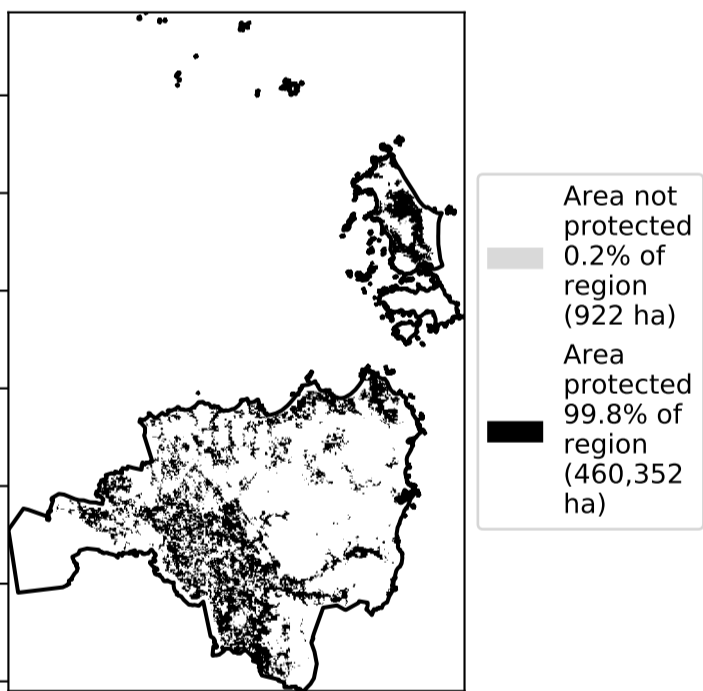 Area not
protected
0.2% of
region
(922 ha)
Area
protected
99.8% of
region
(460,352
ha)